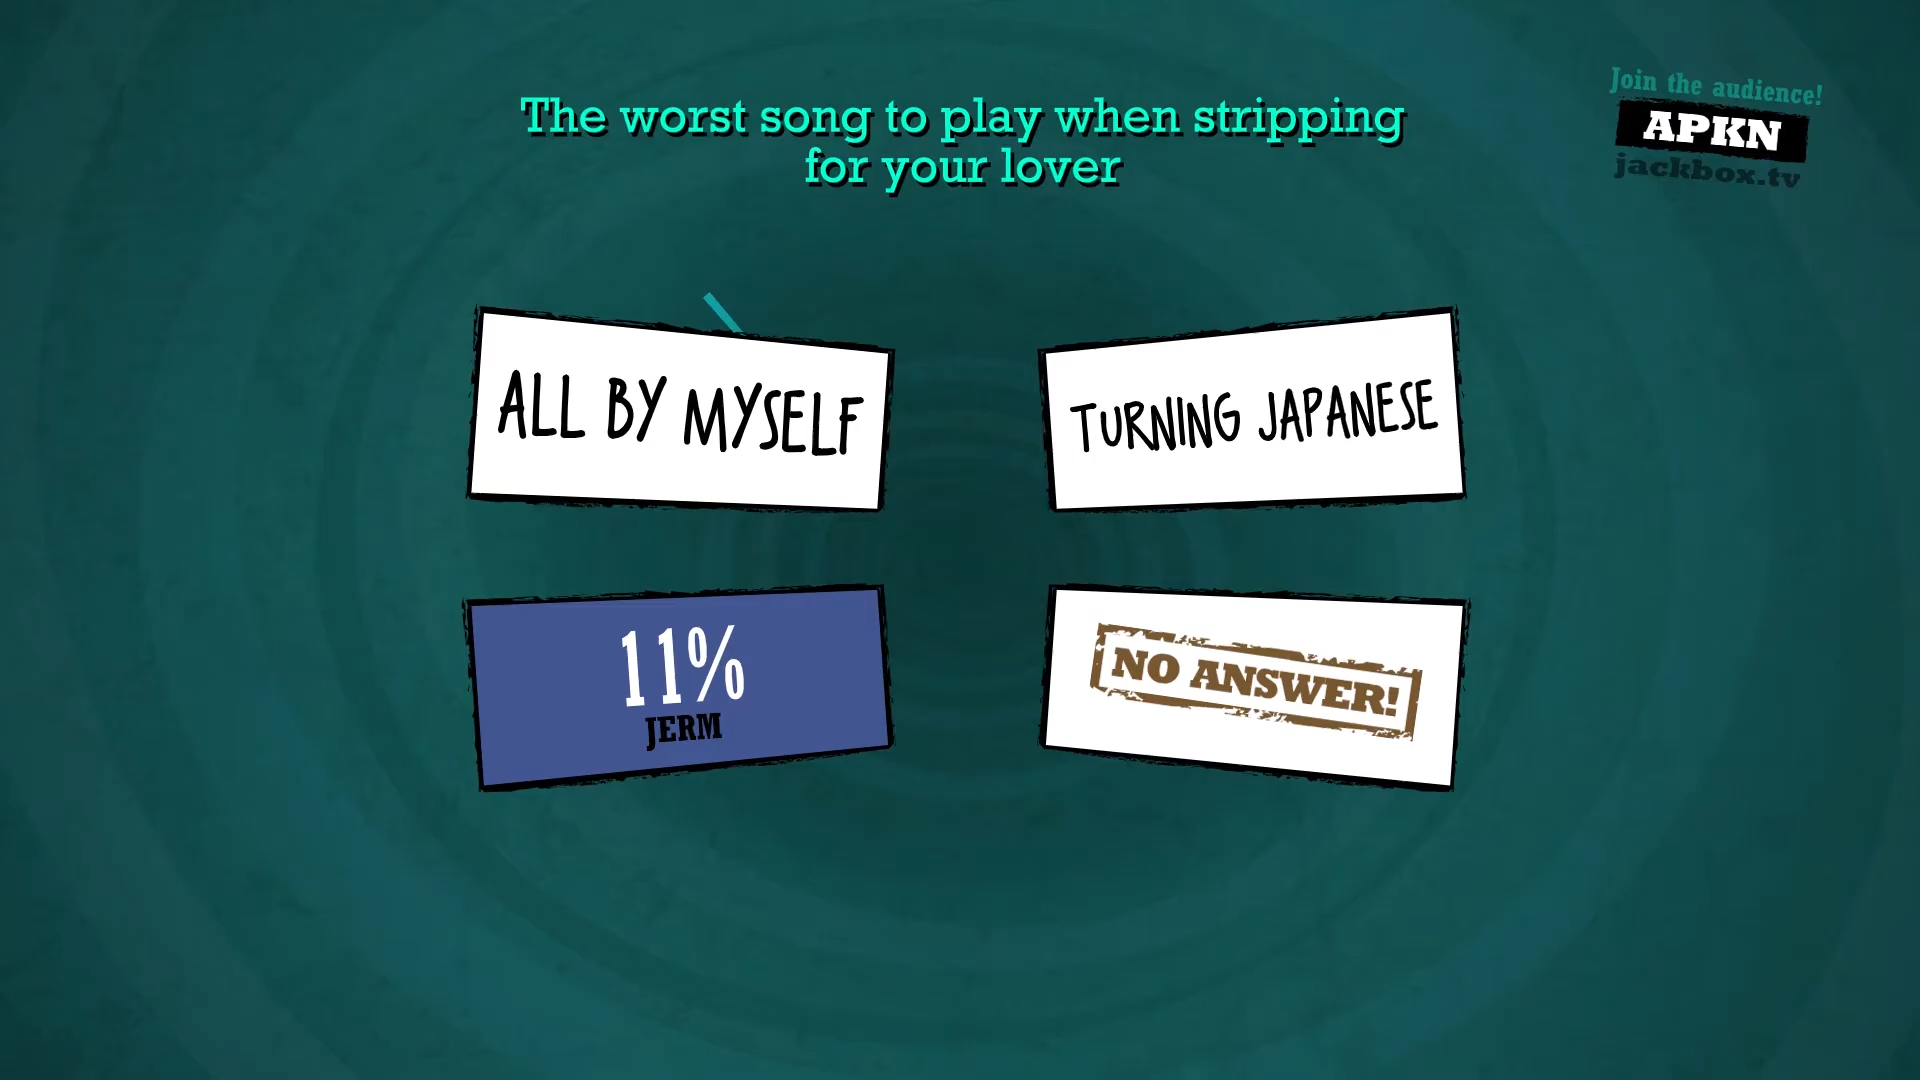 Join the audience!
APKN
jackbox.tv
The worst song to play when stripping
for your lover
ALL BY MYSELF
TURNING JAPANESE
11%
JERM
NO ANSWER!